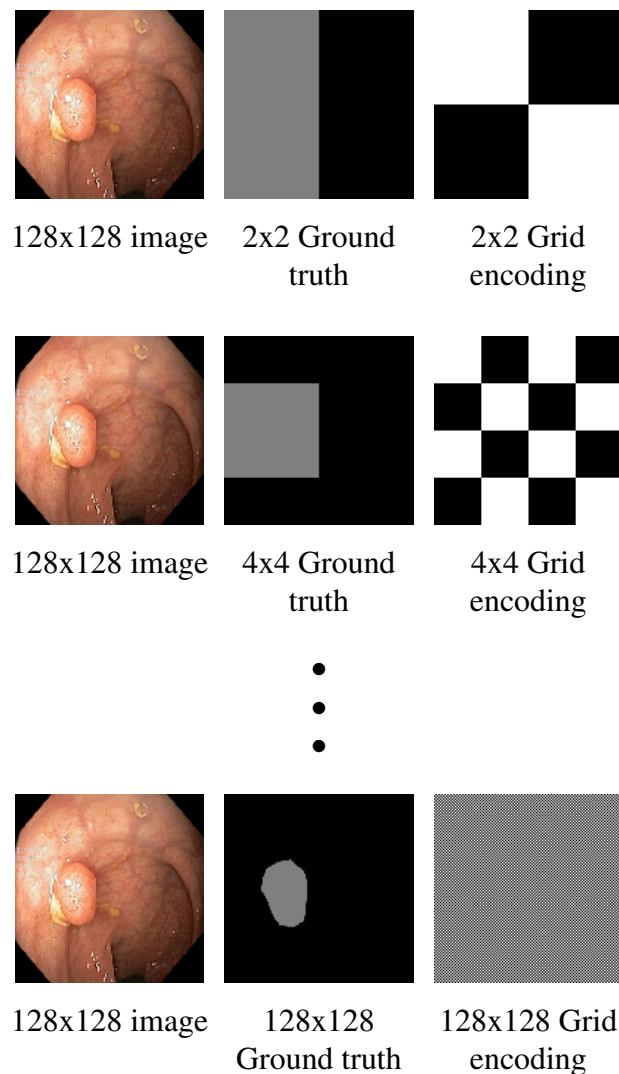 128x128 image
2x2 Ground
truth
2x2 Grid
encoding
128x128 image
4x4 Ground
truth
4x4 Grid
encoding
128x128 image
128x128
Ground truth
128x128 Grid
encoding